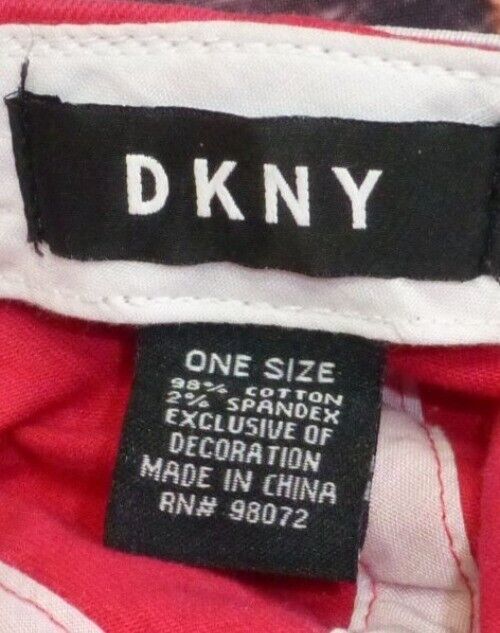 DKNY
ONE SIZE
98% COTTON
2% SPANDEX
EXCLUSIVE OF
DECORATION
MADE IN CHINA
RN# 98072